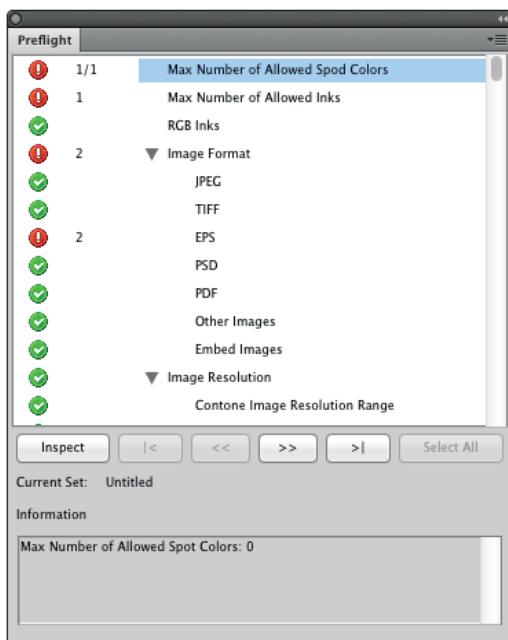 Preflight
1/1 Max Number of Allowed Spod Colors
1 Max Number of Allowed Inks
RGB Inks
2 Image Format
JPEG
TIFF
2 EPS
PSD
PDF
Other Images
Embed Images
Image Resolution
Contone Image Resolution Range
Inspect |< << >> >| Select All
Current Set: Untitled
Information
Max Number of Allowed Spot Colors: 0